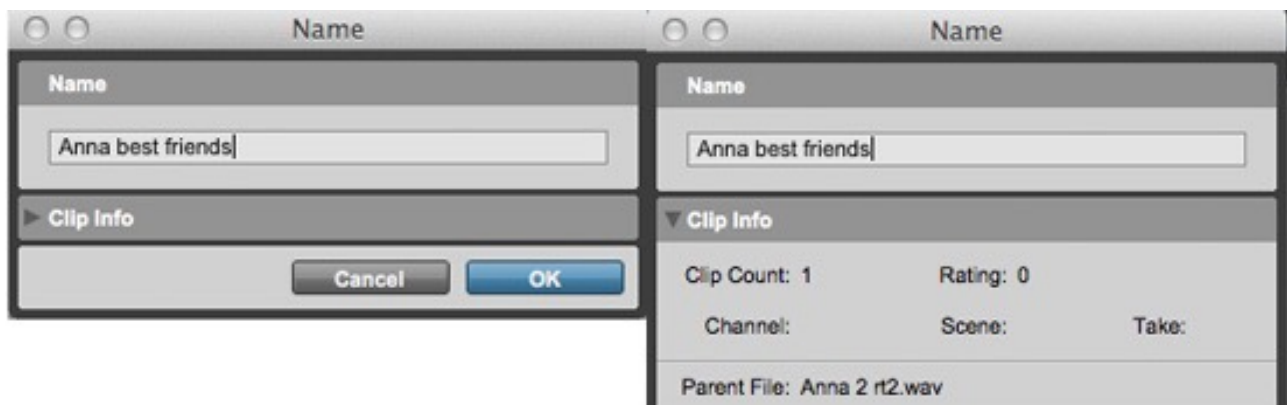 Name
Name
Anna best friends
Clip Info
Cancel OK
Name
Name
Anna best friends
Clip Info
Clip Count: 1 Rating: 0
Channel: Scene: Take:
Parent File: Anna 2 rt2.wav